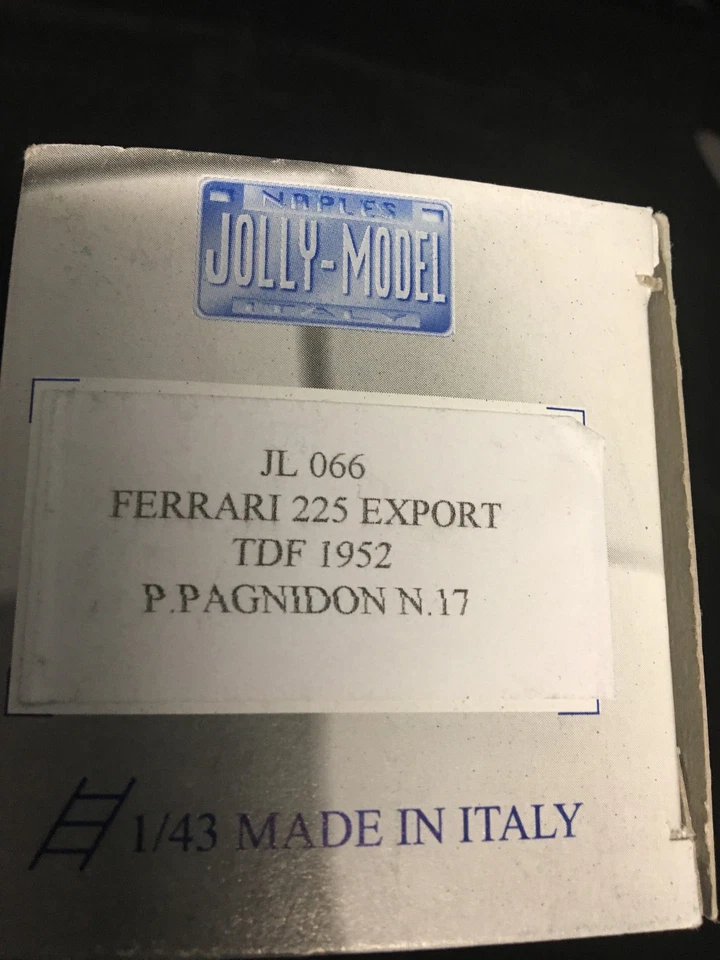 NAPLES
JOLLY-MODEL
ITALY
JL 066
FERRARI 225 EXPORT
TDF 1952
P.PAGNIDON N.17
1/43 MADE IN ITALY